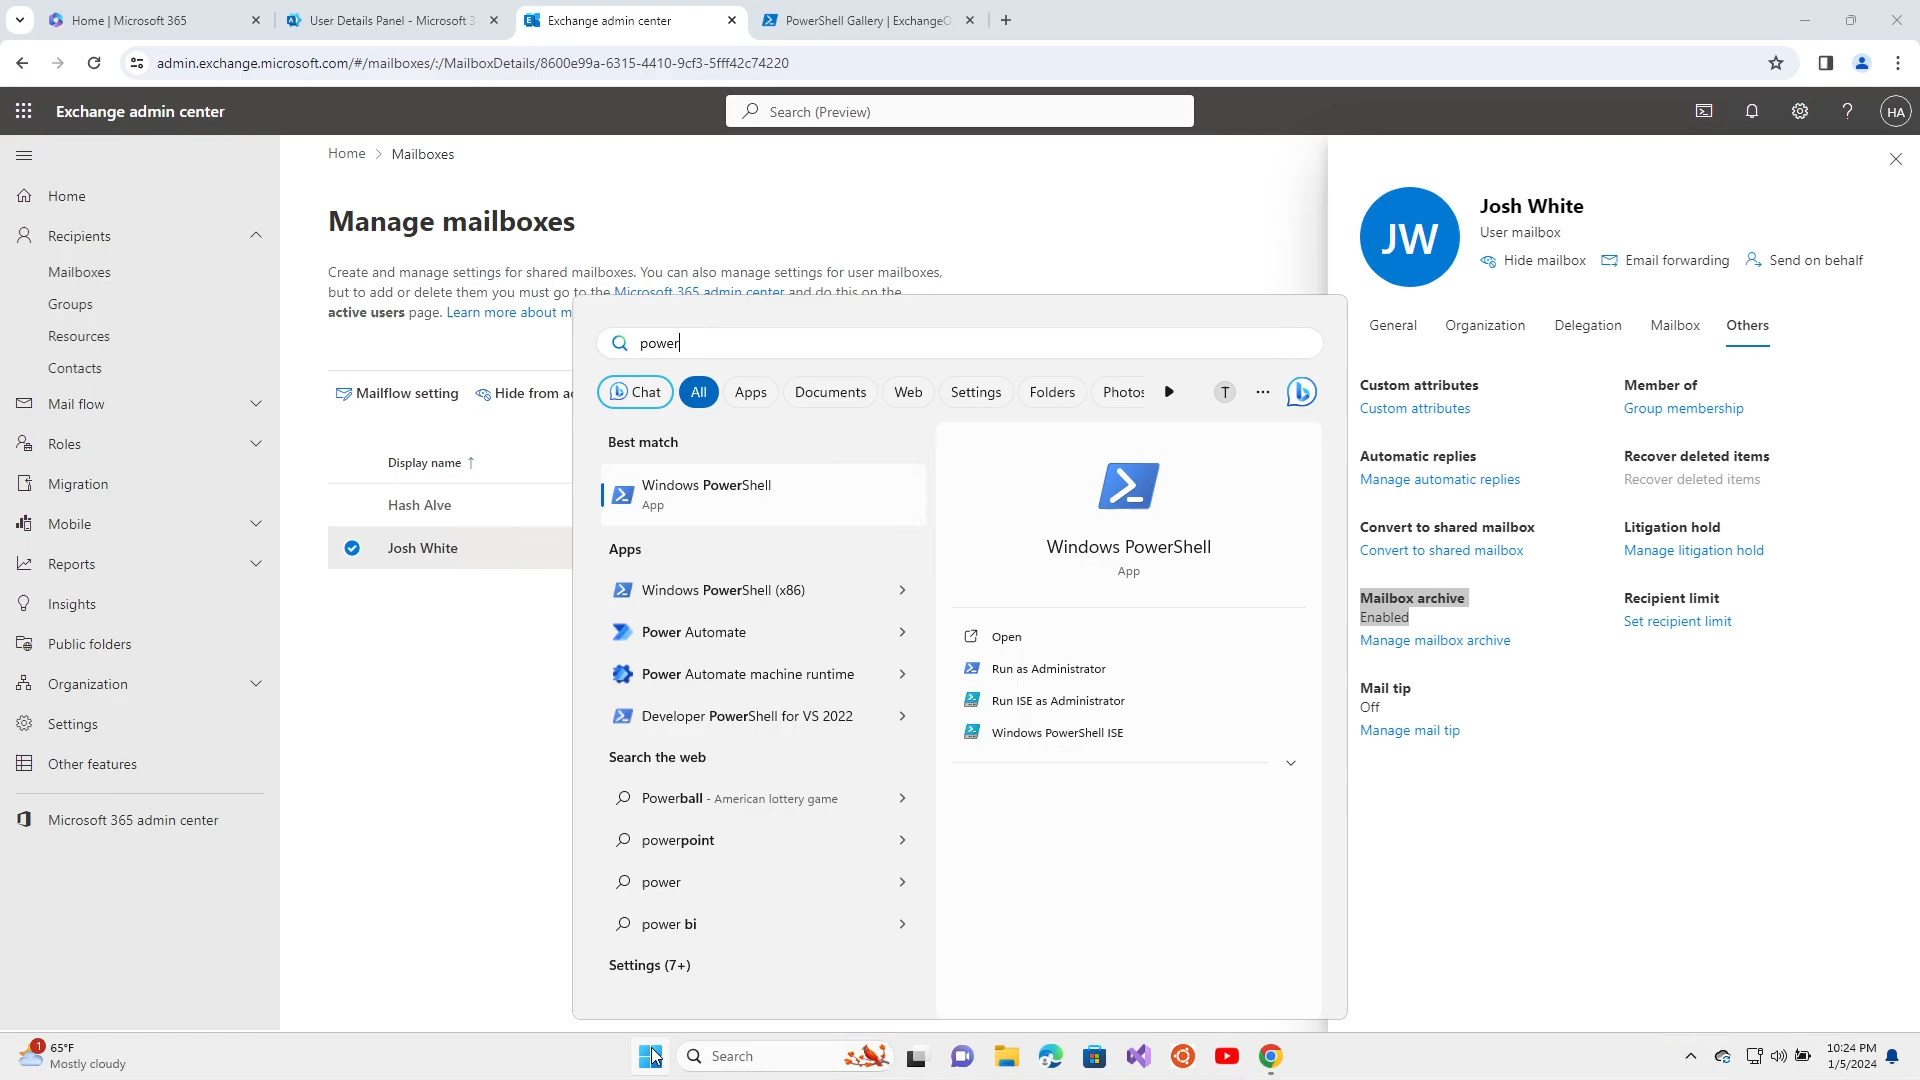 Home | Microsoft 365
User Details Panel - Microsoft 3
Exchange admin center
PowerShell Gallery | ExchangeO
admin.exchange.microsoft.com/#/mailboxes/:/MailboxDetails/8600e99a-6315-4410-9cf3-5fff42c74220
Exchange admin center
Search (Preview)
HA
Home
Recipients
Mailboxes
Groups
Resources
Contacts
Mail flow
Roles
Migration
Mobile
Reports
Insights
Public folders
Organization
Settings
Other features
Microsoft 365 admin center
Home > Mailboxes
Manage mailboxes
Create and manage settings for shared mailboxes. You can also manage settings for user mailboxes,
but to add or delete them you must go to the Microsoft 365 admin center and do this on the
active users page. Learn more about m
Mailflow setting
Hide from ad
Display name ↑
Hash Alve
Josh White
power
Chat
All
Apps
Documents
Web
Settings
Folders
Photos
T
Best match
Windows PowerShell
App
Apps
Windows PowerShell (x86)
Power Automate
Power Automate machine runtime
Developer PowerShell for VS 2022
Search the web
Powerball - American lottery game
powerpoint
power
power bi
Settings (7+)
Windows PowerShell
App
Open
Run as Administrator
Run ISE as Administrator
Windows PowerShell ISE
JW
Josh White
User mailbox
Hide mailbox
Email forwarding
Send on behalf
General
Organization
Delegation
Mailbox
Others
Custom attributes
Custom attributes
Member of
Group membership
Automatic replies
Manage automatic replies
Recover deleted items
Recover deleted items
Convert to shared mailbox
Convert to shared mailbox
Litigation hold
Manage litigation hold
Mailbox archive
Enabled
Manage mailbox archive
Recipient limit
Set recipient limit
Mail tip
Off
Manage mail tip
1
65°F
Mostly cloudy
Search
10:24 PM
1/5/2024